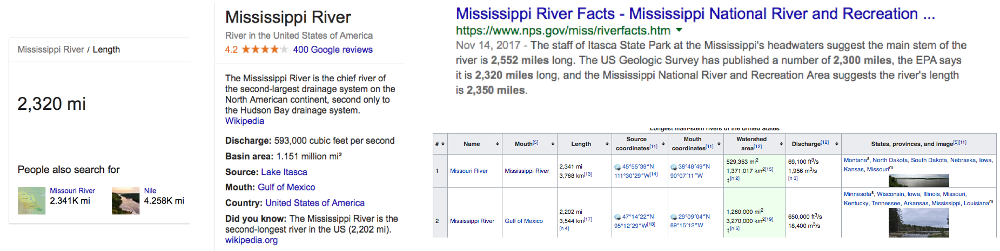 Mississippi River / Length
2,320 mi
People also search for
Missouri River
2.341K mi
Nile
4.258K mi
Mississippi River
River in the United States of America
4.2 ★★★★★ 400 Google reviews
The Mississippi River is the chief river of
the second-largest drainage system on the
North American continent, second only to
the Hudson Bay drainage system.
Wikipedia
Discharge: 593,000 cubic feet per second
Basin area: 1.151 million mi²
Source: Lake Itasca
Mouth: Gulf of Mexico
Country: United States of America
Did you know: The Mississippi River is the
second-longest river in the US (2,202 mi).
wikipedia.org
Mississippi River Facts - Mississippi National River and Recreation ...
https://www.nps.gov/miss/riverfacts.htm
Nov 14, 2017 - The staff of Itasca State Park at the Mississippi's headwaters suggest the main stem of the
river is 2,552 miles long. The US Geologic Survey has published a number of 2,300 miles, the EPA says
it is 2,320 miles long, and the Mississippi National River and Recreation Area suggests the river's length
is 2,350 miles.
Longest main-stem rivers of the United States
# Name Mouth[5] Length Source coordinates[11] Mouth coordinates[11] Watershed area[12] Discharge[12] States, provinces, and image[5][11]
1 Missouri River Mississippi River
2,341 mi
3,768 km[13]
45°55′39″N
111°30′29″W[14]
38°48′49″N
90°07′11″W
529,353 mi2
1,371,017 km2[15]
‡[n 2]
69,100 ft3/s
1,956 m3/s
[n 3]
Montanas, North Dakota, South Dakota, Nebraska, Iowa,
Kansas, Missourim
2 Mississippi River Gulf of Mexico
2,202 mi
3,544 km[17]
[n 4]
47°14′22″N
95°12′29″W[18]
29°09′04″N
89°15′12″W
1,260,000 mi2
3,270,000 km2[19]
‡[n 5]
650,000 ft3/s
18,400 m3/s
Minnesotas, Wisconsin, Iowa, Illinois, Missouri,
Kentucky, Tennessee, Arkansas, Mississippi, Louisianam